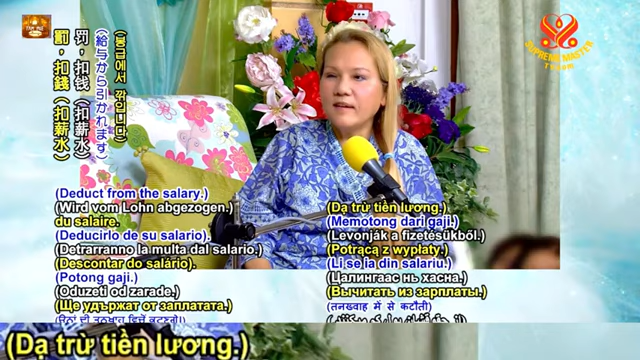 SUPREME MASTER
(봉급에서 깎입니다)
(給与から引かれます)
罚，扣钱（扣薪水）
罰，扣錢（扣薪水）
(Deduct from the salary.)
(Wird vom Lohn abgezogen.)
du salaire.
(Deducirlo de su salario).
(Detrarranno la multa dal salario.)
(Descontar do salário).
(Potong gaji.)
(Oduzeti od zarade.)
(Ще удържат от заплатата.)
(Dạ trừ tiền lương.)
(Memotong dari gaji.)
(Levonják a fizetésükből.)
(Potrącą z wypłaty.)
(Li se ia din salariu.)
(Цалингаас нь хасна.)
(Вычитать из зарплаты.)
(तनख्वाह में से कटौती)
(Dạ trừ tiền lương.)